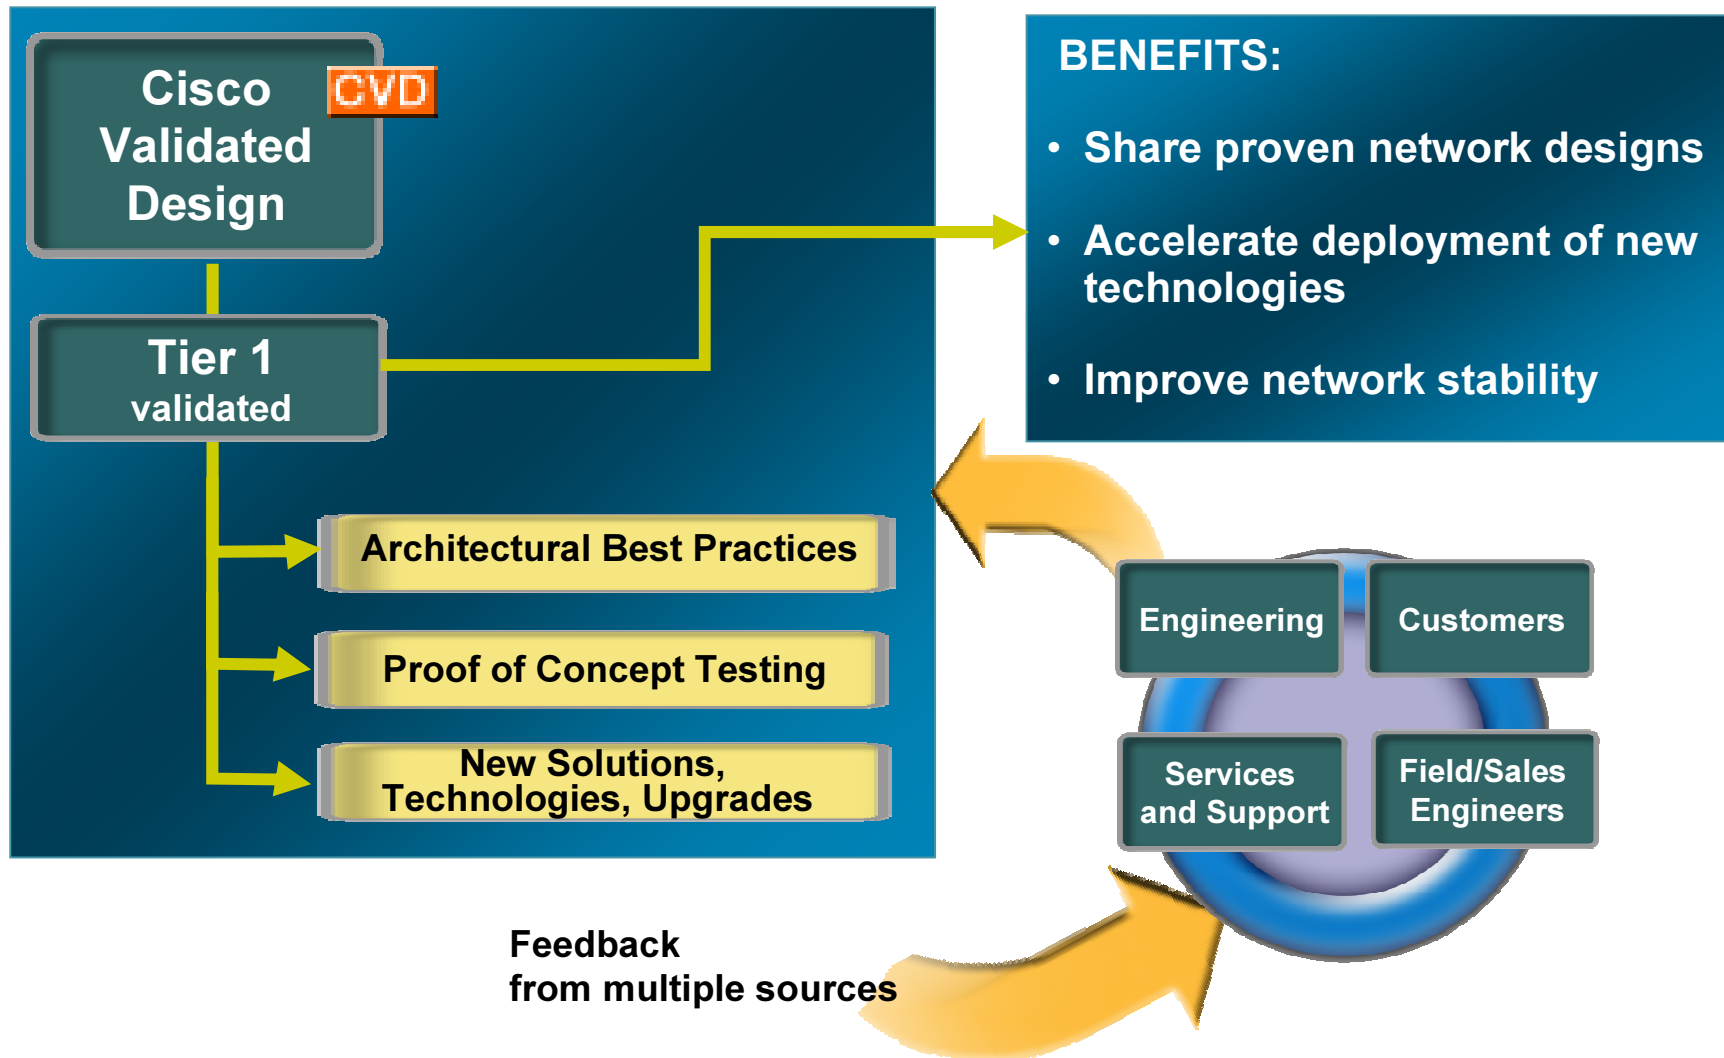 Cisco
Validated
Design
CVD
Tier 1
validated
Architectural Best Practices
Proof of Concept Testing
New Solutions,
Technologies, Upgrades
BENEFITS:
• Share proven network designs
• Accelerate deployment of new
technologies
• Improve network stability
Engineering
Customers
Services
and Support
Field/Sales
Engineers
Feedback
from multiple sources